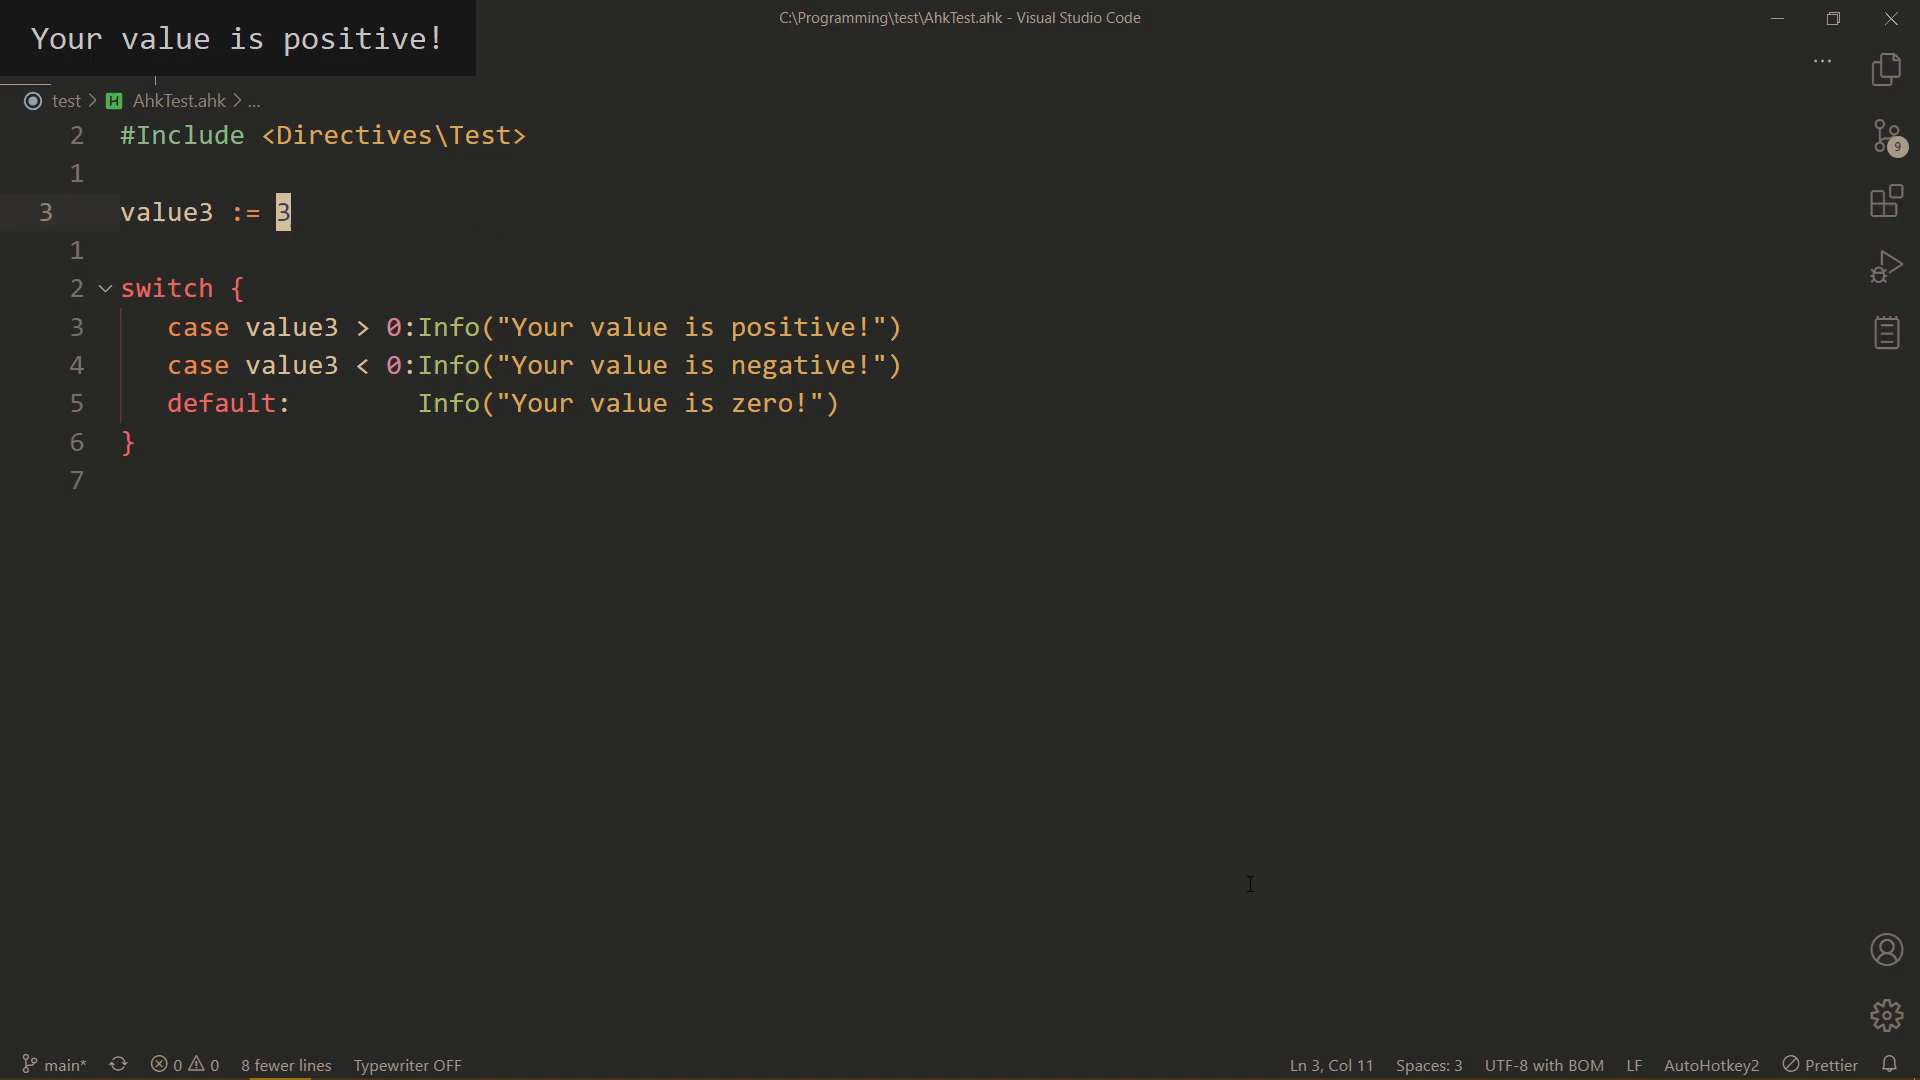 Your value is positive!
C:\Programming\test\AhkTest.ahk - Visual Studio Code
test > AhkTest.ahk > ...
2 #Include <Directives\Test>
1
3 value3 := 3
1
2 switch {
3 case value3 > 0:Info("Your value is positive!")
4 case value3 < 0:Info("Your value is negative!")
5 default: Info("Your value is zero!")
6 }
7
9
main* 0 0 8 fewer lines Typewriter OFF Ln 3, Col 11 Spaces: 3 UTF-8 with BOM LF AutoHotkey2 Prettier